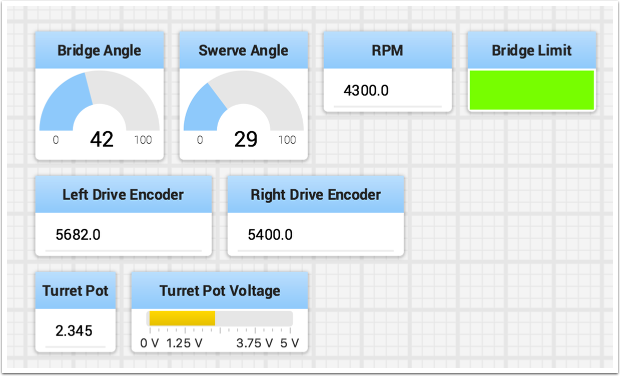 Bridge Angle
Swerve Angle
RPM
Bridge Limit
0 42 100
0 29 100
4300.0
Left Drive Encoder
Right Drive Encoder
5682.0
5400.0
Turret Pot
Turret Pot Voltage
2.345
0 V 1.25 V 3.75 V 5 V